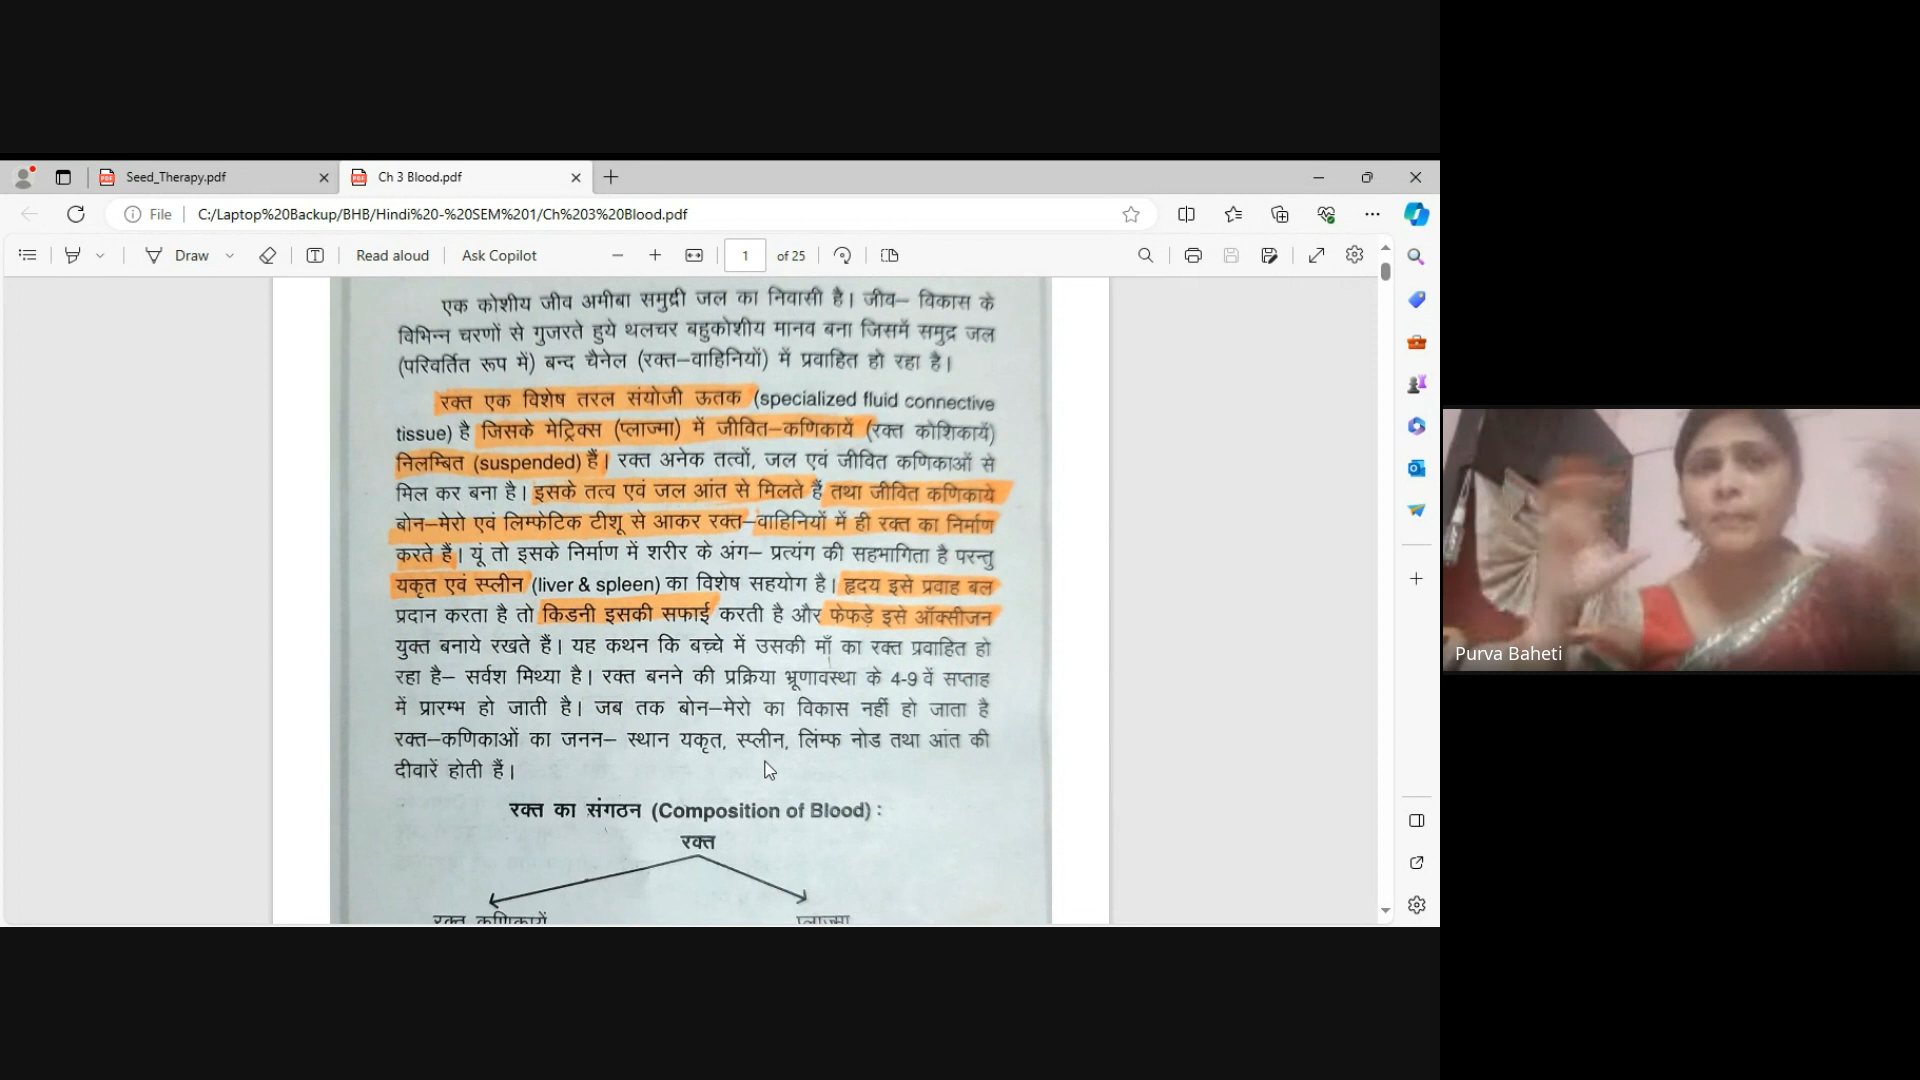 Seed_Therapy.pdf
Ch 3 Blood.pdf
File
C:/Laptop%20Backup/BHB/Hindi%20-%20SEM%201/Ch%203%20Blood.pdf
Draw
Read aloud
Ask Copilot
1
of 25
एक कोशीय जीव अमीबा समुद्री जल का निवासी है। जीव– विकास के
विभिन्न चरणों से गुजरते हुये थलचर बहुकोशीय मानव बना जिसमें समुद्र जल
(परिवर्तित रूप में) बन्द चैनेल (रक्त–वाहिनियों) में प्रवाहित हो रहा है।
रक्त एक विशेष तरल संयोजी ऊतक (specialized fluid connective
tissue) है जिसके मेट्रिक्स (प्लाज्मा) में जीवित–कणिकायें (रक्त कोशिकायें)
निलम्बित (suspended) हैं। रक्त अनेक तत्वों, जल एवं जीवित कणिकाओं से
मिल कर बना है। इसके तत्व एवं जल आंत से मिलते हैं तथा जीवित कणिकाये
बोन–मेरो एवं लिम्फेटिक टीशू से आकर रक्त–वाहिनियों में ही रक्त का निर्माण
करते हैं। यूं तो इसके निर्माण में शरीर के अंग– प्रत्यंग की सहभागिता है परन्तु
यकृत एवं स्प्लीन (liver & spleen) का विशेष सहयोग है। हृदय इसे प्रवाह बल
प्रदान करता है तो किडनी इसकी सफाई करती है और फेफड़े इसे ऑक्सीजन
युक्त बनाये रखते हैं। यह कथन कि बच्चे में उसकी माँ का रक्त प्रवाहित हो
रहा है– सर्वश मिथ्या है। रक्त बनने की प्रक्रिया भ्रूणावस्था के 4-9 वें सप्ताह
में प्रारम्भ हो जाती है। जब तक बोन–मेरो का विकास नहीं हो जाता है
रक्त–कणिकाओं का जनन– स्थान यकृत, स्प्लीन, लिंम्फ नोड तथा आंत की
दीवारें होती हैं।
रक्त का संगठन (Composition of Blood) :
रक्त
रक्त कणिकायें
प्लाज्मा
Purva Baheti